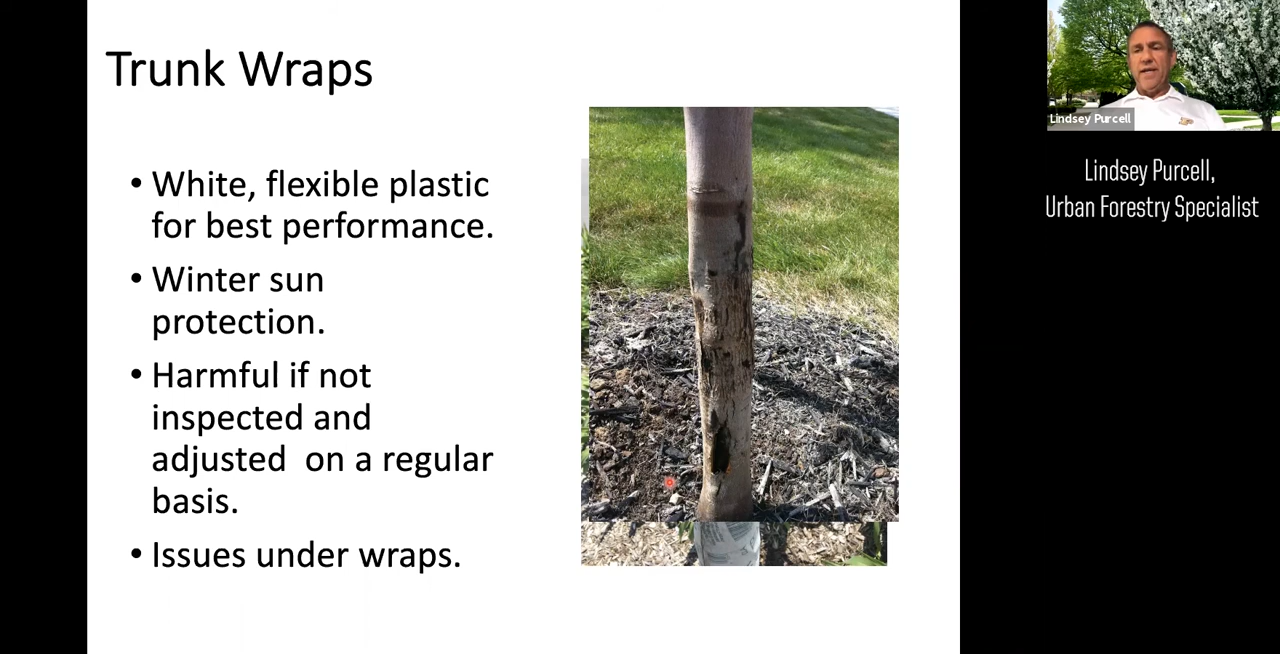 Trunk Wraps
• White, flexible plastic
for best performance.
• Winter sun
protection.
• Harmful if not
inspected and
adjusted  on a regular
basis.
• Issues under wraps.
Lindsey Purcell
Lindsey Purcell,
Urban Forestry Specialist